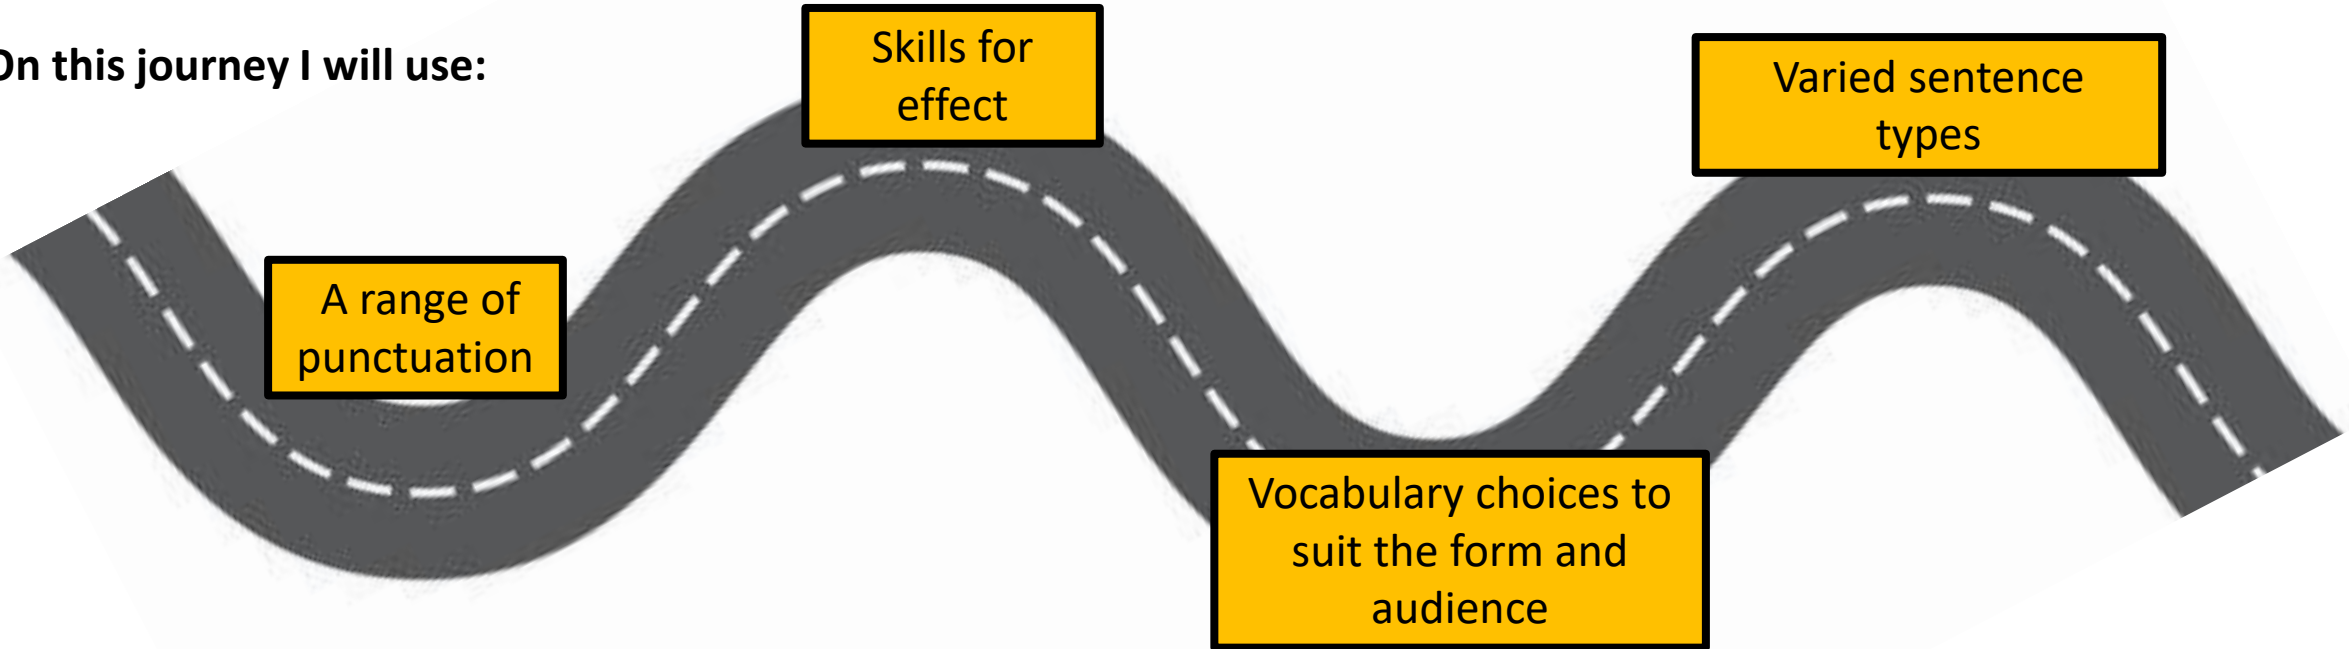 On this journey I will use:
Skills for
effect
Varied sentence
types
A range of
punctuation
Vocabulary choices to
suit the form and
audience